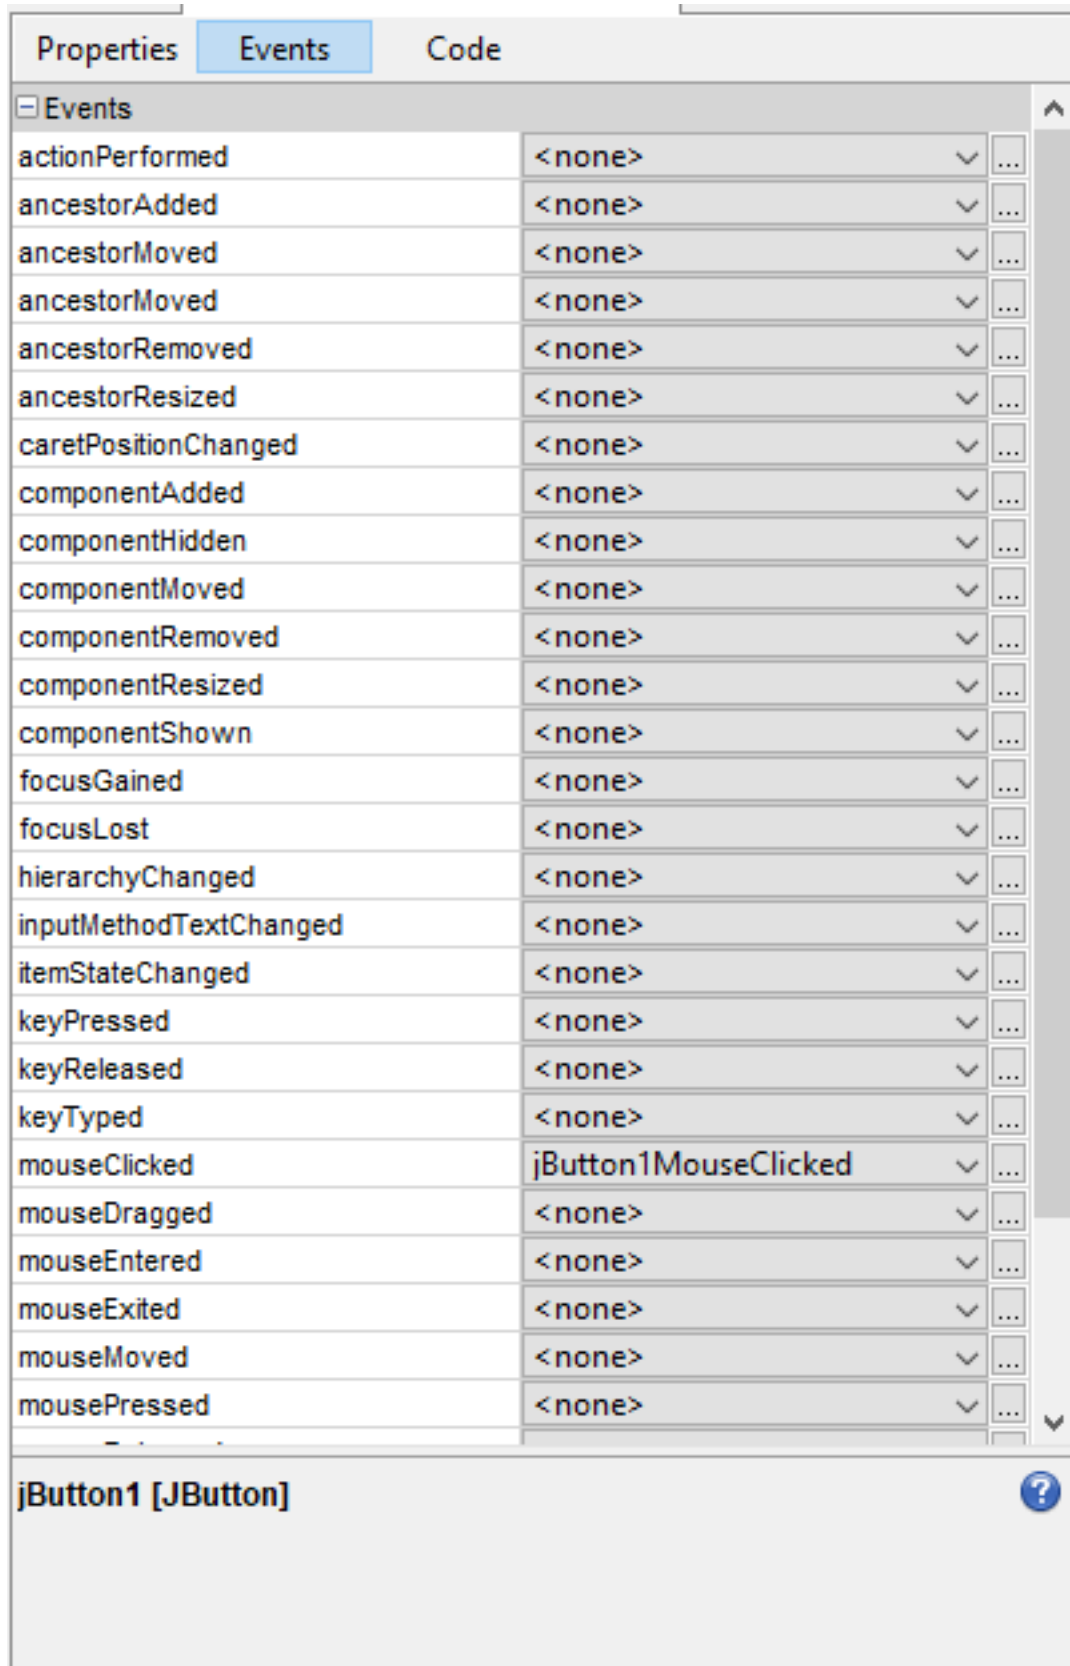 Properties Events Code
Events
actionPerformed <none> ...
ancestorAdded <none> ...
ancestorMoved <none> ...
ancestorMoved <none> ...
ancestorRemoved <none> ...
ancestorResized <none> ...
caretPositionChanged <none> ...
componentAdded <none> ...
componentHidden <none> ...
componentMoved <none> ...
componentRemoved <none> ...
componentResized <none> ...
componentShown <none> ...
focusGained <none> ...
focusLost <none> ...
hierarchyChanged <none> ...
inputMethodTextChanged <none> ...
itemStateChanged <none> ...
keyPressed <none> ...
keyReleased <none> ...
keyTyped <none> ...
mouseClicked jButton1MouseClicked ...
mouseDragged <none> ...
mouseEntered <none> ...
mouseExited <none> ...
mouseMoved <none> ...
mousePressed <none> ...
jButton1 [JButton] ?